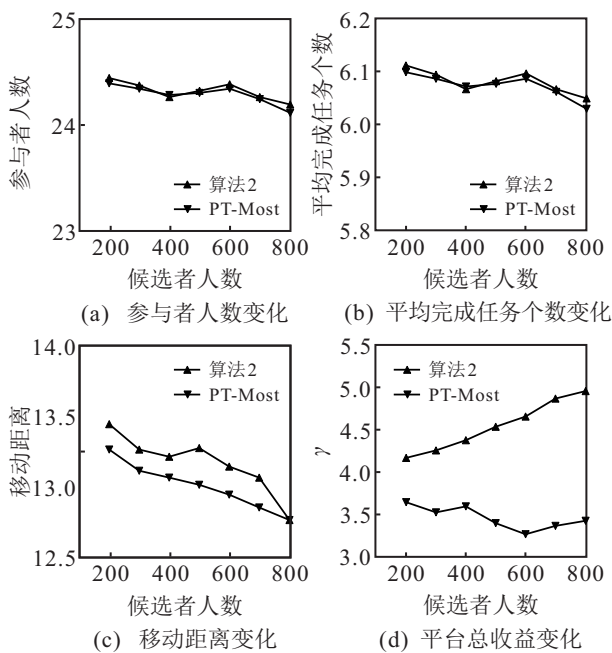 25
24
23
参与者人数
算法2
PT-Most
200 400 600 800
候选者人数
(a) 参与者人数变化
6.2
6.1
6.0
5.9
5.8
平均完成任务个数
算法2
PT-Most
200 400 600 800
候选者人数
(b) 平均完成任务个数变化
14.0
13.5
13.0
12.5
移动距离
算法2
PT-Most
200 400 600 800
候选者人数
(c) 移动距离变化
5.5
5.0
4.5
4.0
3.5
3.0
γ
算法2
PT-Most
200 400 600 800
候选者人数
(d) 平台总收益变化